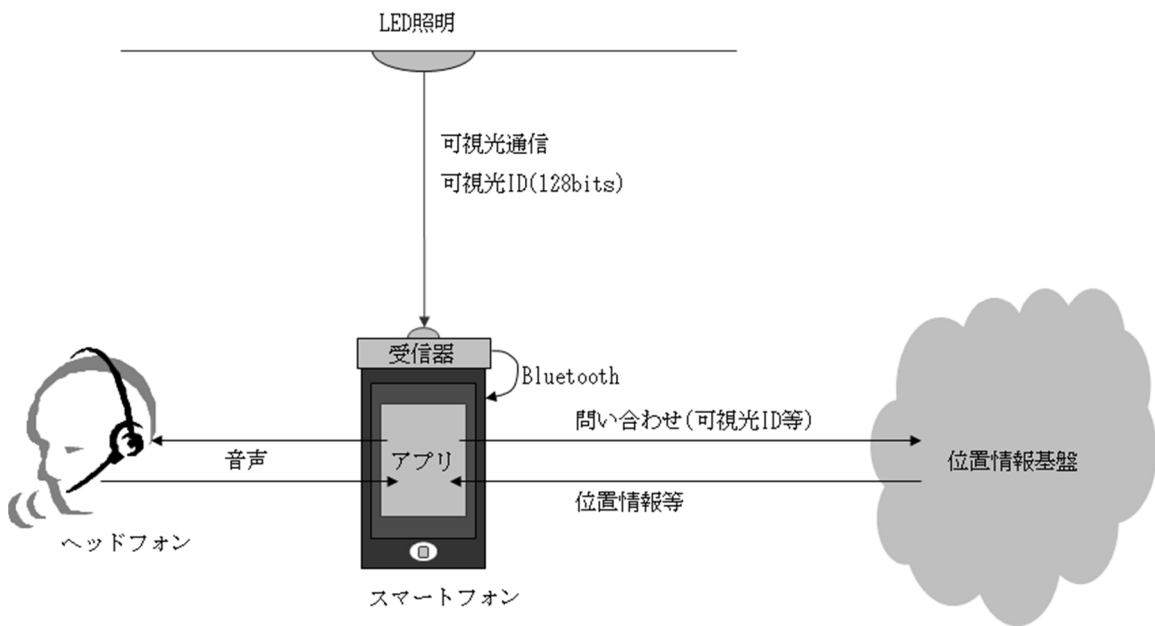 LED照明
可視光通信
可視光ID(128bits)
受信器
Bluetooth
問い合わせ(可視光ID等)
音声
アプリ
位置情報基盤
位置情報等
ヘッドフォン
スマートフォン